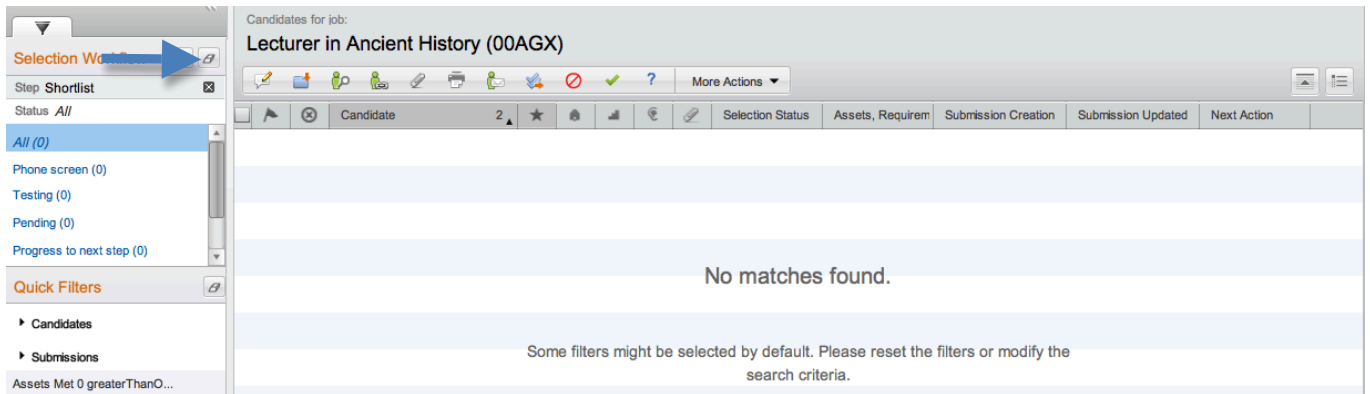 Candidates for job:
Lecturer in Ancient History (00AGX)
Selection
Step Shortlist
Status All
All (0)
Phone screen (0)
Testing (0)
Pending (0)
Progress to next step (0)
Quick Filters
Candidates
Submissions
Assets Met 0 greaterThanO...
? More Actions
Candidate 2 Selection Status Assets, Requirem Submission Creation Submission Updated Next Action
No matches found.
Some filters might be selected by default. Please reset the filters or modify the
search criteria.